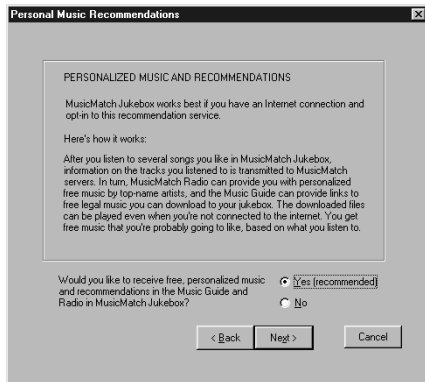 Personal Music Recommendations
PERSONALIZED MUSIC AND RECOMMENDATIONS
MusicMatch Jukebox works best if you have an Internet connection and
opt-in to this recommendation service.
Here's how it works:
After you listen to several songs you like in MusicMatch Jukebox,
information on the tracks you listened to is transmitted to MusicMatch
servers. In turn, MusicMatch Radio can provide you with personalized
free music by top-name artists, and the Music Guide can provide links to
free legal music you can download to your jukebox. The downloaded files
can be played even when you're not connected to the internet. You get
free music that you're probably going to like, based on what you listen to.
Would you like to receive free, personalized music
and recommendations in the Music Guide and
Radio in MusicMatch Jukebox?
Yes (recommended)
No
< Back
Next >
Cancel